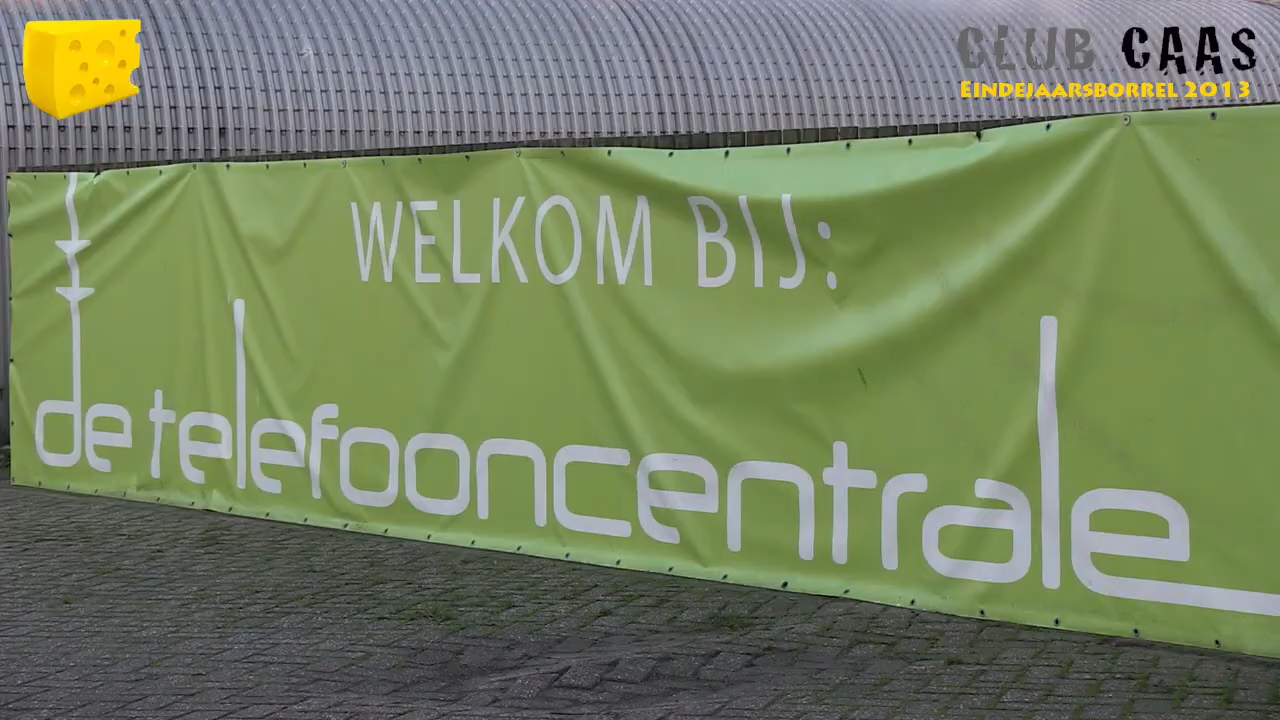 CLUB CAAS
EINDEJAARSBORREL 2013
WELKOM BIJ:
de telefooncentrale